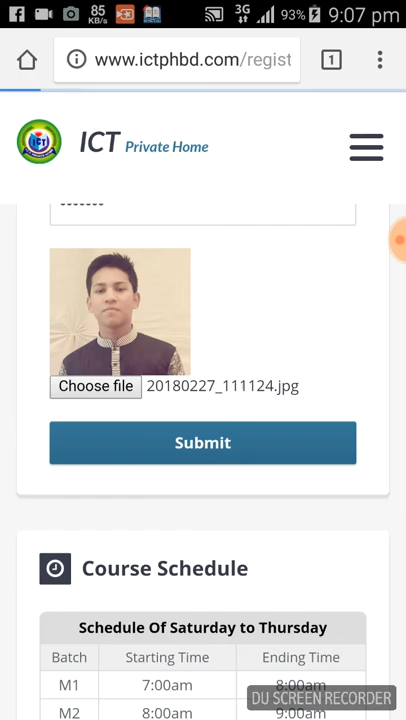 85 KB/s 3G 93% 9:07 pm
www.ictphbd.com/regist 1
ICT Private Home
Choose file 20180227_111124.jpg
Submit
Course Schedule
Schedule Of Saturday to Thursday
Batch Starting Time Ending Time
M1 7:00am 8:00am
M2 8:00am 9:00am
DU SCREEN RECORDER